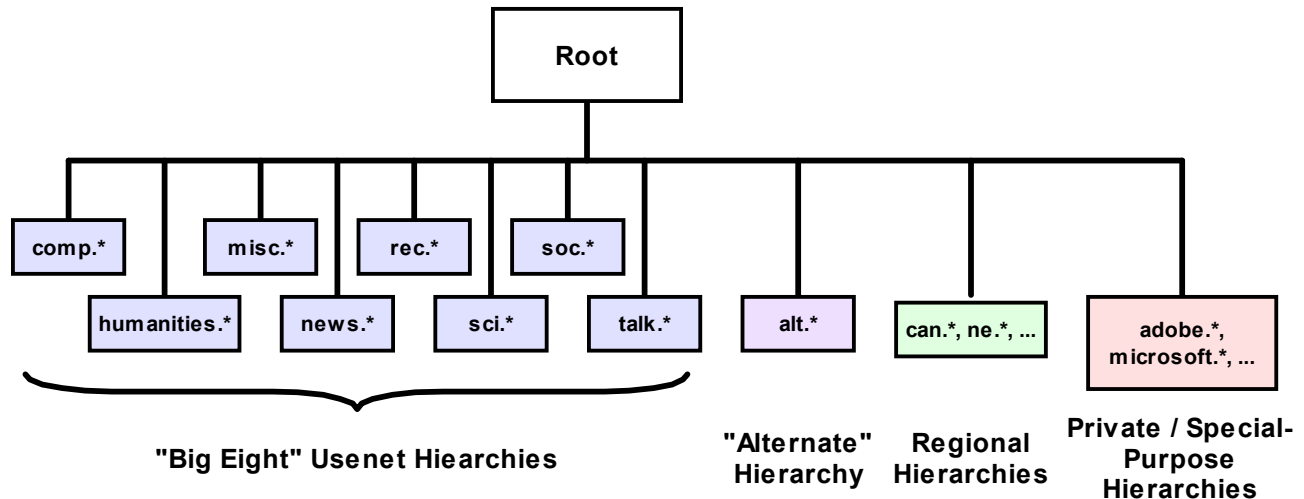 Root
comp.*
misc.*
rec.*
soc.*
humanities.*
news.*
sci.*
talk.*
alt.*
can.*, ne.*, ...
adobe.*,
microsoft.*, ...
"Big Eight" Usenet Hiearchies
"Alternate"
Hierarchy
Regional
Hierarchies
Private / Special-
Purpose
Hierarchies